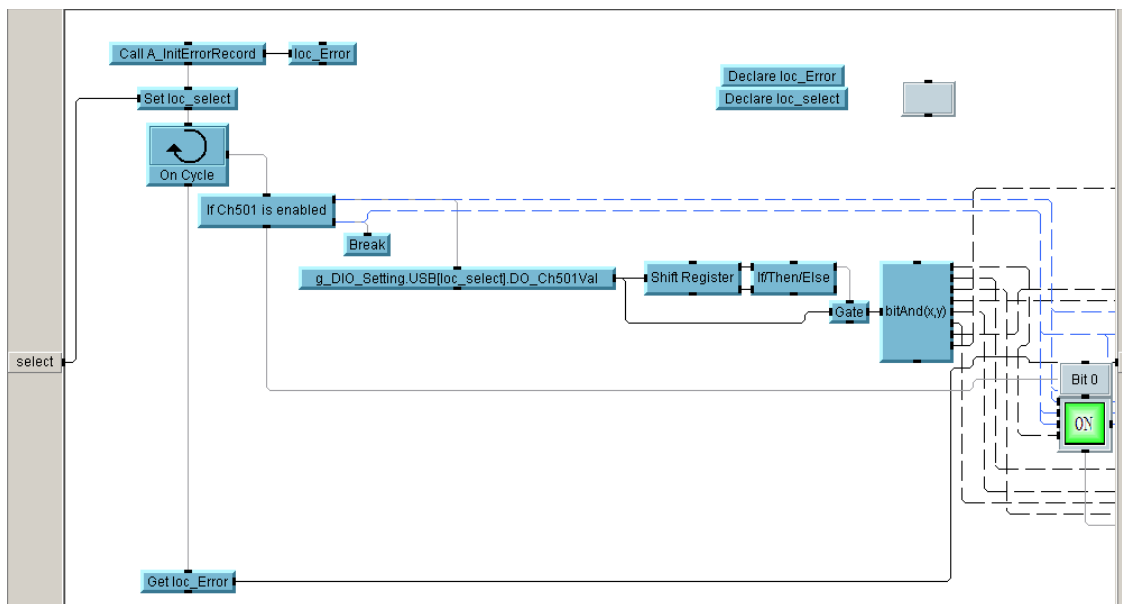 Call A_InitErrorRecord
loc_Error
Declare loc_Error
Set loc_select
Declare loc_select
On Cycle
If Ch501 is enabled
Break
g_DIO_Setting.USB[loc_select].DO_Ch501Val
Shift Register
If/Then/Else
Gate
bitAnd(x,y)
select
Bit 0
ON
Get loc_Error